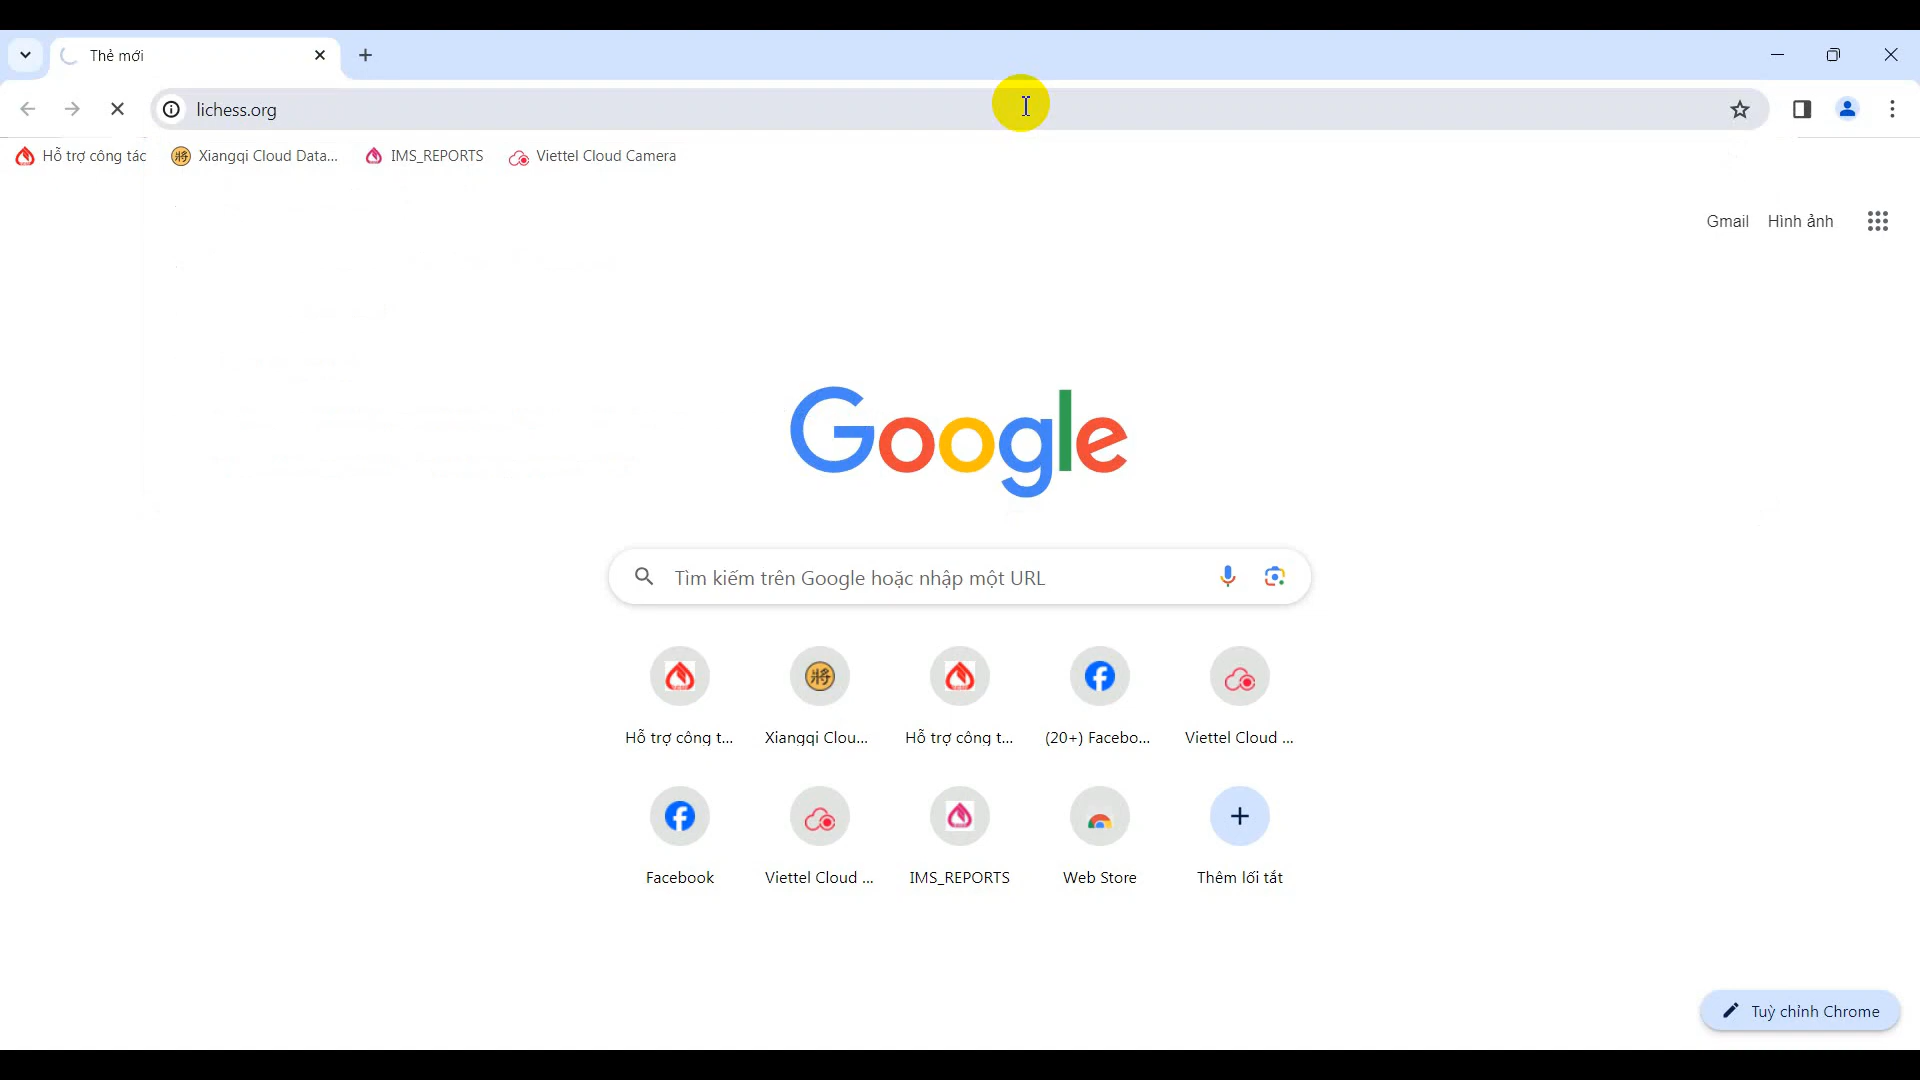 Thẻ mới
lichess.org
Hỗ trợ công tác
Xiangqi Cloud Data...
IMS_REPORTS
Viettel Cloud Camera
Gmail
Hình ảnh
Google
Tìm kiếm trên Google hoặc nhập một URL
將
Hỗ trợ công t...
Xiangqi Clou...
Hỗ trợ công t...
(20+) Facebo...
Viettel Cloud ...
Facebook
Viettel Cloud ...
IMS_REPORTS
Web Store
Thêm lối tắt
Tuỳ chỉnh Chrome